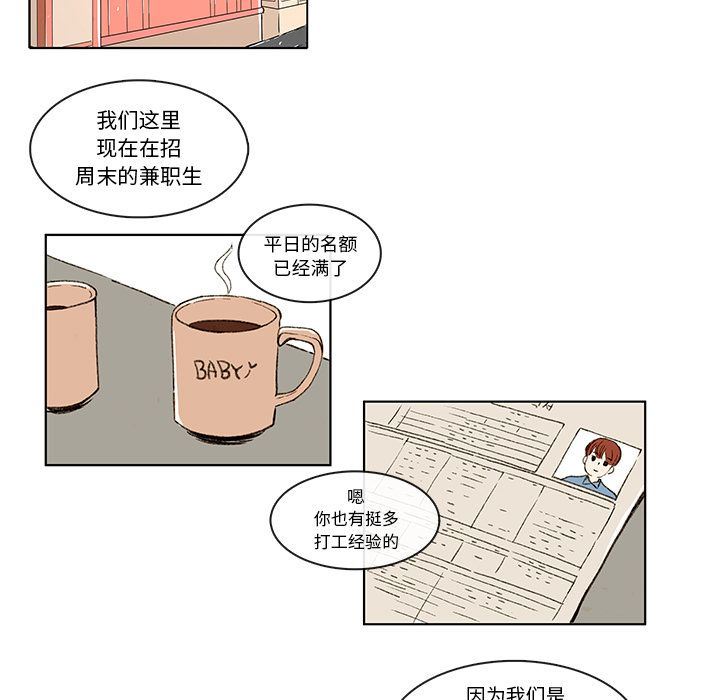 我们这里
现在在招
周末的兼职生
平日的名额
已经满了
BABY
嗯
你也有挺多
打工经验的
因为我们是